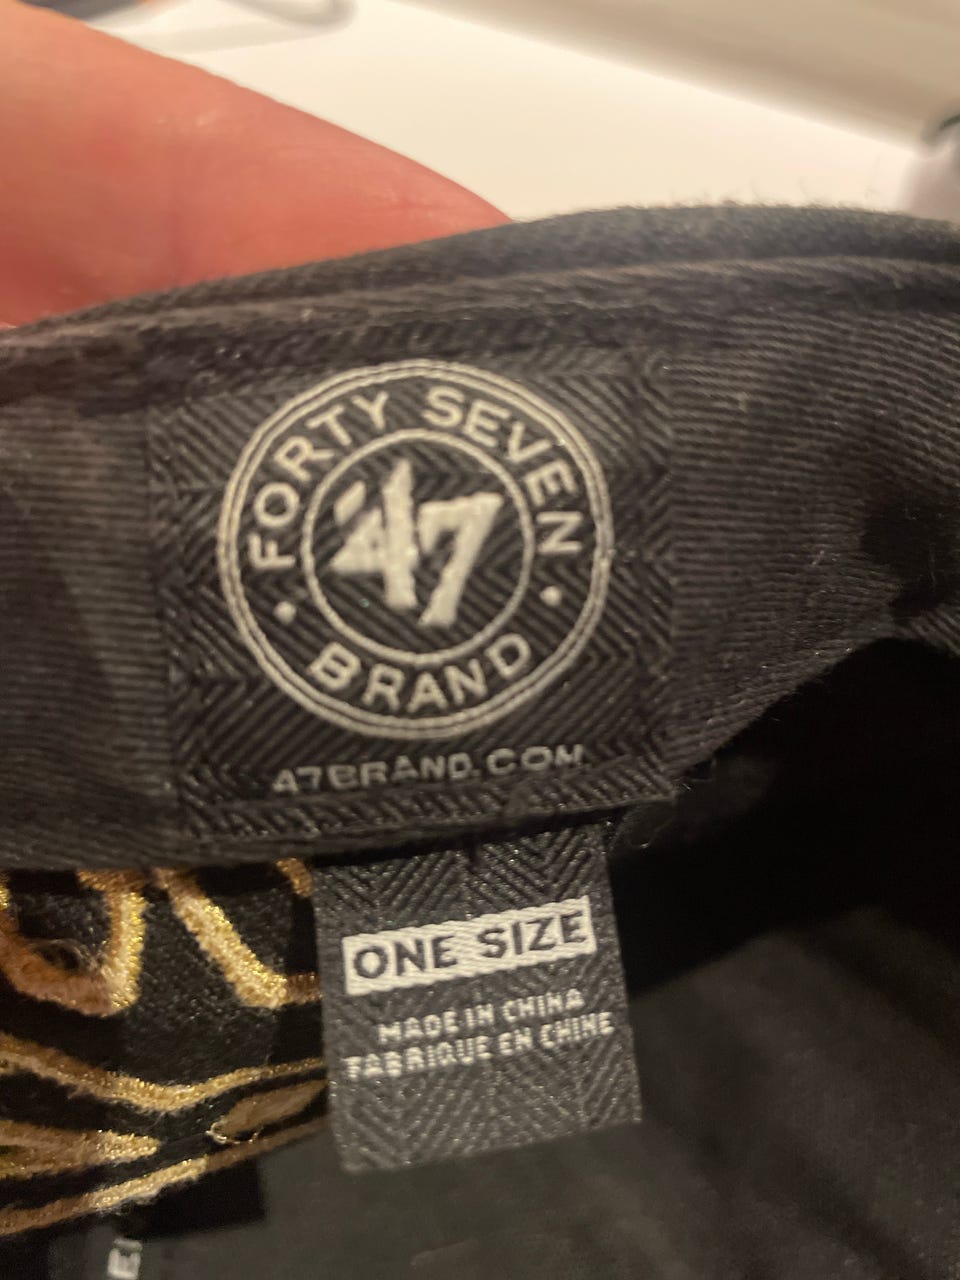 FORTY SEVEN
'47
BRAND
47BRAND.COM
ONE SIZE
MADE IN CHINA
FABRIQUE EN CHINE